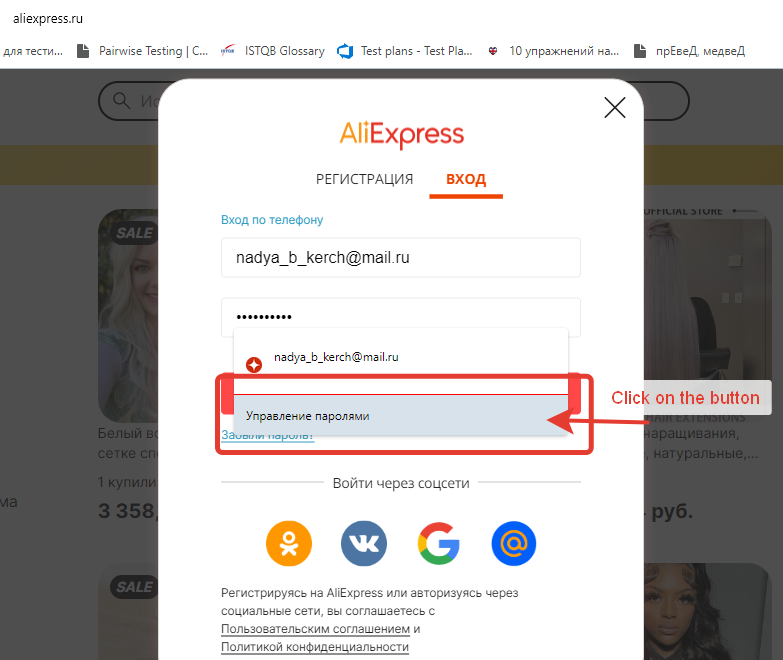 aliexpress.ru
для тести...
Pairwise Testing | C...
ISTQB Glossary
Test plans - Test Pla...
10 упражнений на...
прЕвеД, медвеД
AliExpress
РЕГИСТРАЦИЯ
ВХОД
Вход по телефону
nadya_b_kerch@mail.ru
••••••••••
nadya_b_kerch@mail.ru
Управление паролями
Click on the button
Забыли пароль?
Войти через соцсети
Регистрируясь на AliExpress или авторизуясь через
социальные сети, вы соглашаетесь с
Пользовательским соглашением и
Политикой конфиденциальности
SALE
OFFICIAL STORE
HAIR EXTENSIONS
сетке
наращивания,
натуральные,...
1 купили
3 358,
руб.
SALE